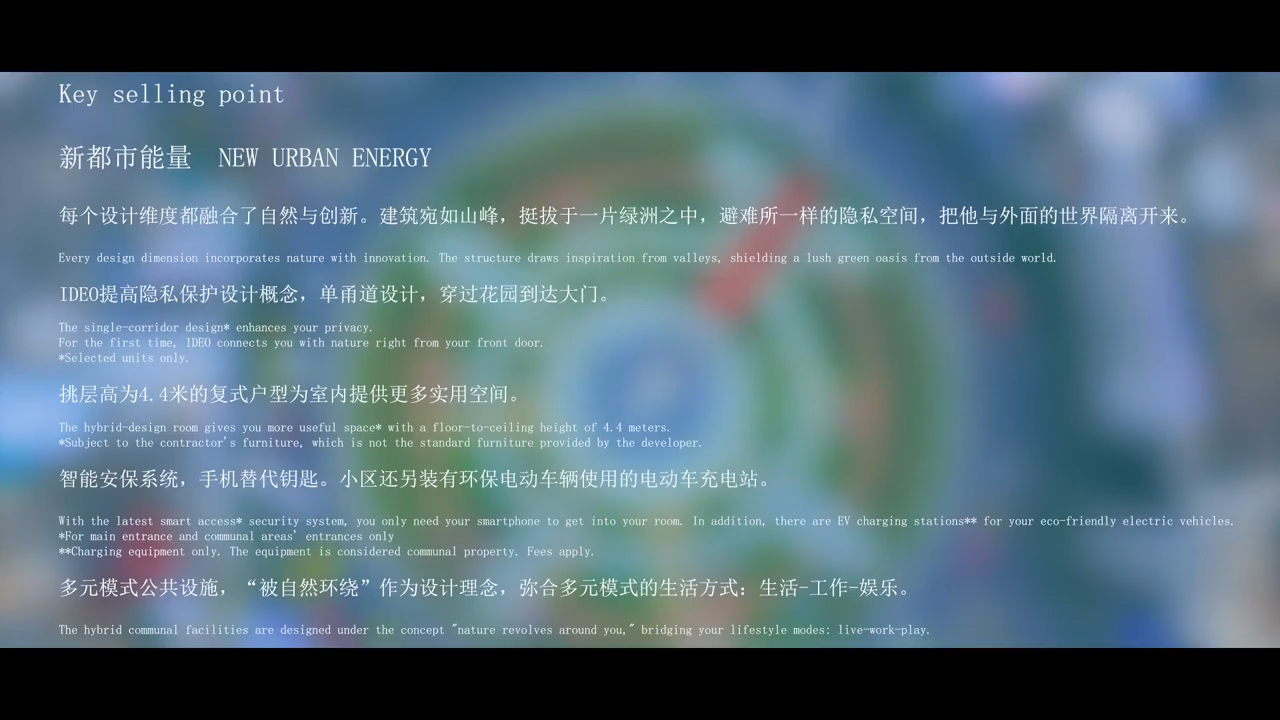 Key selling point
新都市能量 NEW URBAN ENERGY
每个设计维度都融合了自然与创新。建筑宛如山峰，挺拔于一片绿洲之中，避难所一样的隐私空间，把他与外面的世界隔离开来。
Every design dimension incorporates nature with innovation. The structure draws inspiration from valleys, shielding a lush green oasis from the outside world.
IDEO提高隐私保护设计概念，单甬道设计，穿过花园到达大门。
The single-corridor design* enhances your privacy.
For the first time, IDEO connects you with nature right from your front door.
*Selected units only.
挑层高为4.4米的复式户型为室内提供更多实用空间。
The hybrid-design room gives you more useful space* with a floor-to-ceiling height of 4.4 meters.
*Subject to the contractor's furniture, which is not the standard furniture provided by the developer.
智能安保系统，手机替代钥匙。小区还另装有环保电动车辆使用的电动车充电站。
With the latest smart access* security system, you only need your smartphone to get into your room. In addition, there are EV charging stations** for your eco-friendly electric vehicles.
*For main entrance and communal areas' entrances only
**Charging equipment only. The equipment is considered communal property. Fees apply.
多元模式公共设施，“被自然环绕”作为设计理念，弥合多元模式的生活方式：生活-工作-娱乐。
The hybrid communal facilities are designed under the concept "nature revolves around you," bridging your lifestyle modes: live-work-play.